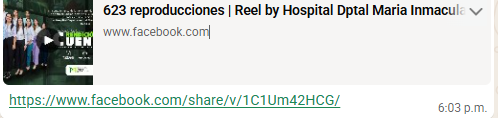 623 reproducciones | Reel by Hospital Dptal Maria Inmacula
www.facebook.com
https://www.facebook.com/share/v/1C1Um42HCG/
6:03 p.m.